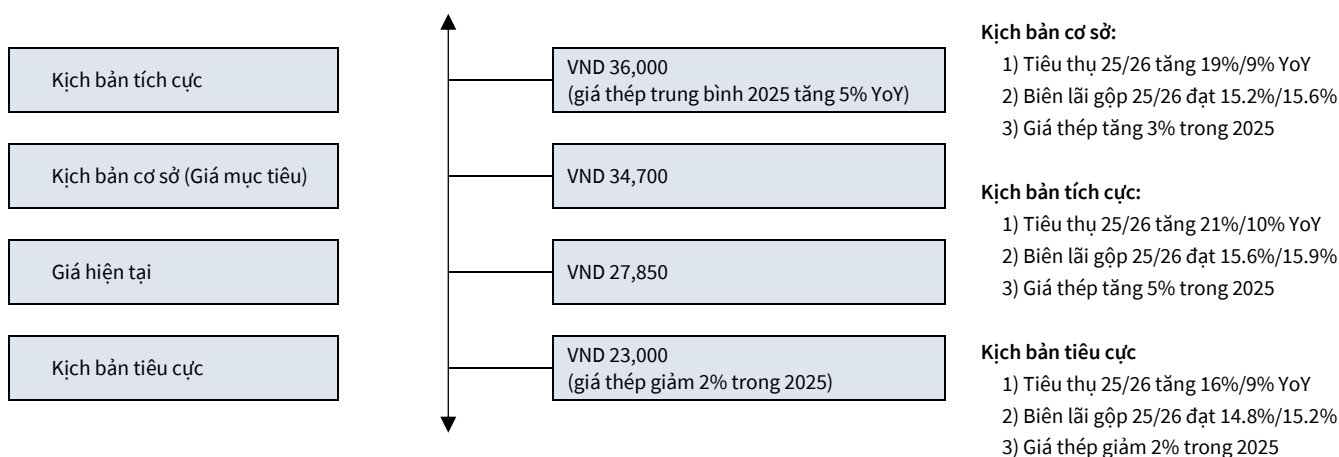 Kịch bản tích cực
VND 36,000
(giá thép trung bình 2025 tăng 5% YoY)
Kịch bản cơ sở (Giá mục tiêu)
VND 34,700
Giá hiện tại
VND 27,850
Kịch bản tiêu cực
VND 23,000
(giá thép giảm 2% trong 2025)
Kịch bản cơ sở:
1) Tiêu thụ 25/26 tăng 19%/9% YoY
2) Biên lãi gộp 25/26 đạt 15.2%/15.6%
3) Giá thép tăng 3% trong 2025
Kịch bản tích cực:
1) Tiêu thụ 25/26 tăng 21%/10% YoY
2) Biên lãi gộp 25/26 đạt 15.6%/15.9%
3) Giá thép tăng 5% trong 2025
Kịch bản tiêu cực
1) Tiêu thụ 25/26 tăng 16%/9% YoY
2) Biên lãi gộp 25/26 đạt 14.8%/15.2%
3) Giá thép giảm 2% trong 2025